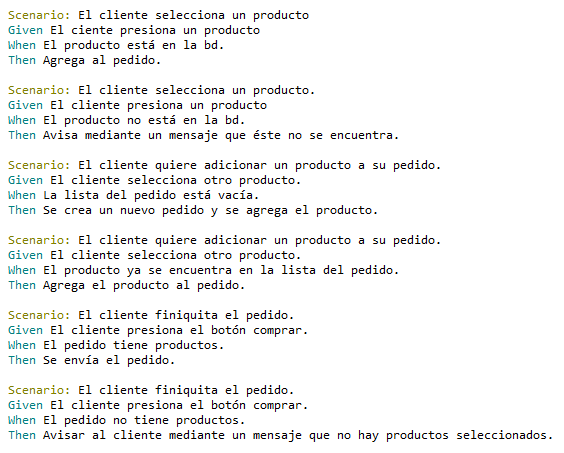 Scenario: El cliente selecciona un producto
Given El ciente presiona un producto
When El producto está en la bd.
Then Agrega al pedido.
Scenario: El cliente selecciona un producto.
Given El cliente presiona un producto
When El producto no está en la bd.
Then Avisa mediante un mensaje que éste no se encuentra.
Scenario: El cliente quiere adicionar un producto a su pedido.
Given El cliente selecciona otro producto.
When La lista del pedido está vacía.
Then Se crea un nuevo pedido y se agrega el producto.
Scenario: El cliente quiere adicionar un producto a su pedido.
Given El cliente selecciona otro producto.
When El producto ya se encuentra en la lista del pedido.
Then Agrega el producto al pedido.
Scenario: El cliente finiquita el pedido.
Given El cliente presiona el botón comprar.
When El pedido tiene productos.
Then Se envía el pedido.
Scenario: El cliente finiquita el pedido.
Given El cliente presiona el botón comprar.
When El pedido no tiene productos.
Then Avisar al cliente mediante un mensaje que no hay productos seleccionados.